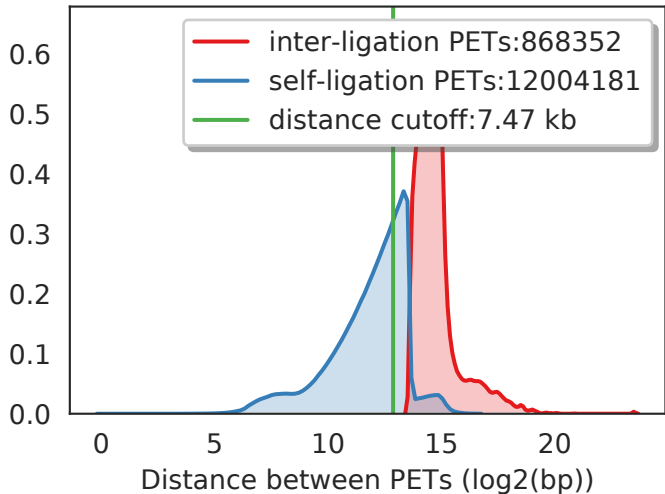 inter-ligation PETs:868352
self-ligation PETs:12004181
distance cutoff:7.47 kb
0.6
0.5
0.4
0.3
0.2
0.1
0.0
0 5 10 15 20
Distance between PETs (log2(bp))